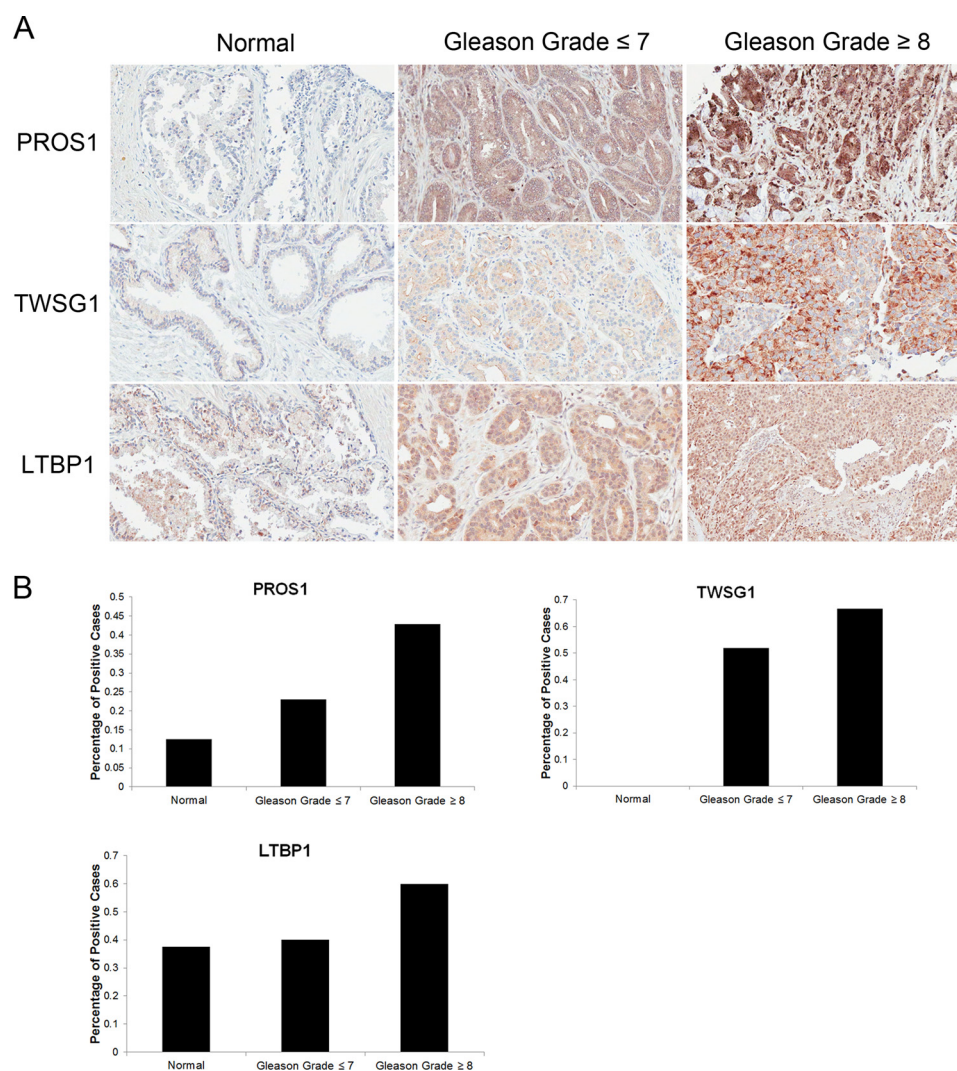 A
Normal
Gleason Grade ≤ 7
Gleason Grade ≥ 8
PROS1
TWSG1
LTBP1
B
PROS1
Percentage of Positive Cases
0.5
0.45
0.4
0.35
0.3
0.25
0.2
0.15
0.1
0.05
0
Normal
Gleason Grade ≤ 7
Gleason Grade ≥ 8
TWSG1
Percentage of Positive Cases
0.7
0.6
0.5
0.4
0.3
0.2
0.1
0
Normal
Gleason Grade ≤ 7
Gleason Grade ≥ 8
LTBP1
Percentage of Positive Cases
0.7
0.6
0.5
0.4
0.3
0.2
0.1
0
Normal
Gleason Grade ≤ 7
Gleason Grade ≥ 8